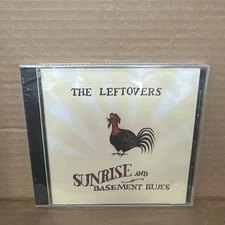 THE LEFTOVERS
SUNRISE AND
BASEMENT BLUES